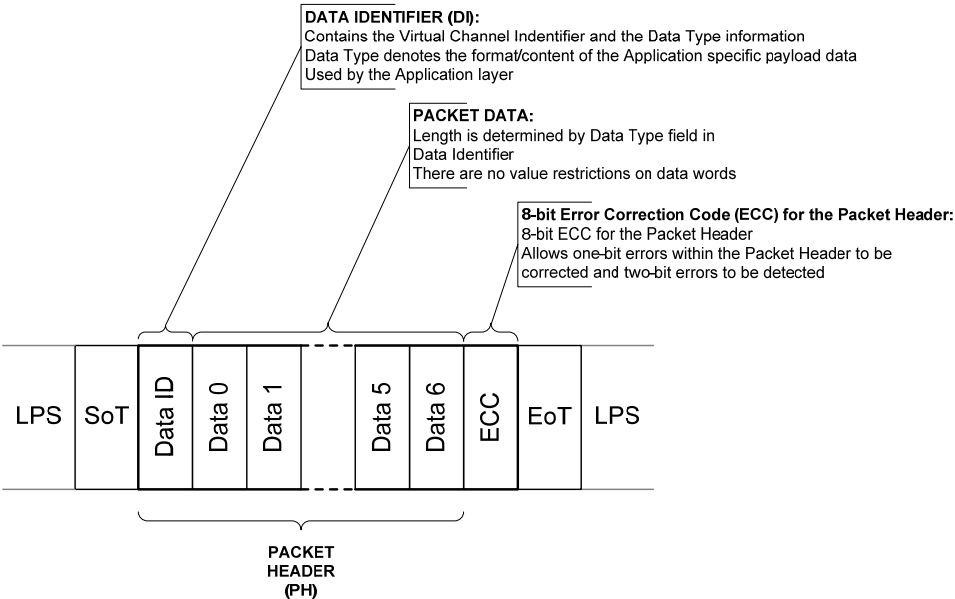 DATA IDENTIFIER (DI):
Contains the Virtual Channel Indentifier and the Data Type information
Data Type denotes the format/content of the Application specific payload data
Used by the Application layer
PACKET DATA:
Length is determined by Data Type field in
Data Identifier
There are no value restrictions on data words
8-bit Error Correction Code (ECC) for the Packet Header:
8-bit ECC for the Packet Header
Allows one-bit errors within the Packet Header to be
corrected and two-bit errors to be detected
LPS
SoT
Data ID
Data 0
Data 1
Data 5
Data 6
ECC
EoT
LPS
PACKET
HEADER
(PH)